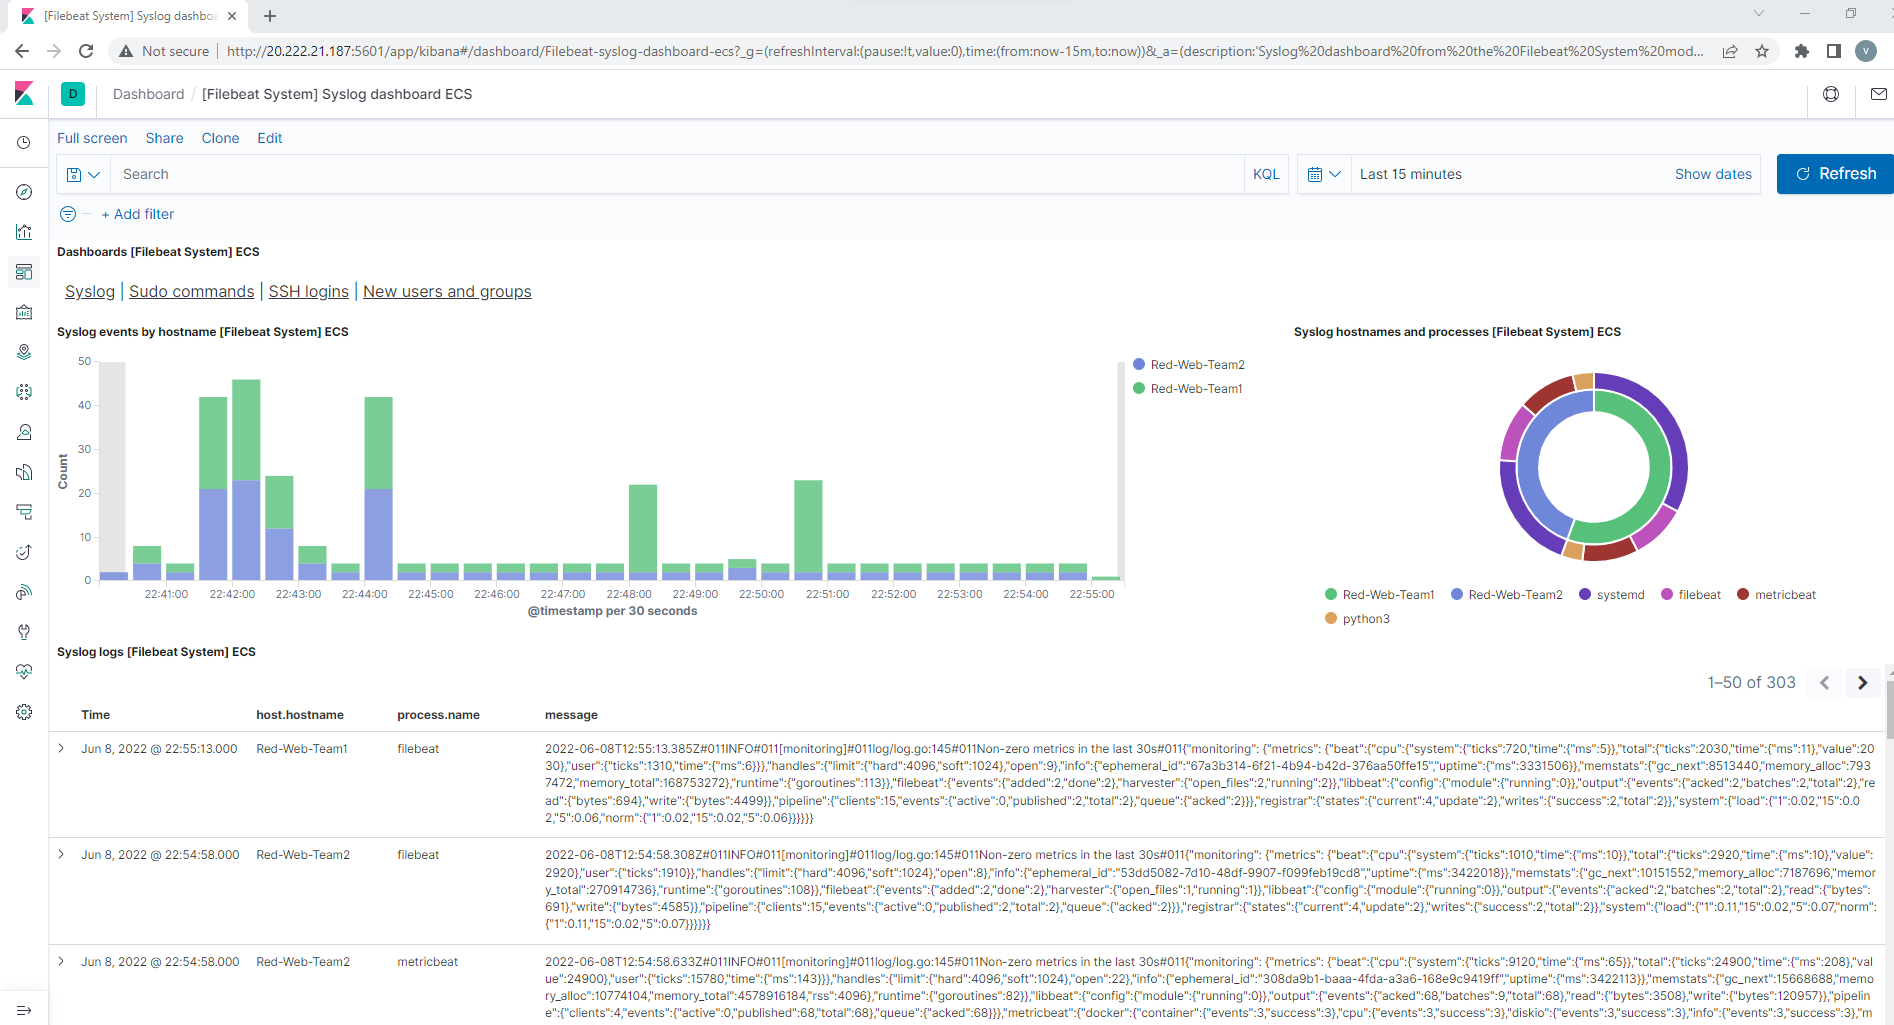 [Filebeat System] Syslog dashboa
Not secure
http://20.222.21.187:5601/app/kibana#/dashboard/Filebeat-syslog-dashboard-ecs?_g=(refreshInterval:(pause:!t,value:0),time:(from:now-15m,to:now))&_a=(description:'Syslog%20dashboard%20from%20the%20Filebeat%20System%20mod...
V
D
Dashboard / [Filebeat System] Syslog dashboard ECS
Full screen Share Clone Edit
Search KQL Last 15 minutes Show dates Refresh
+ Add filter
Dashboards [Filebeat System] ECS
Syslog | Sudo commands | SSH logins | New users and groups
Syslog events by hostname [Filebeat System] ECS
50
40
30
20
10
0
Count
22:41:00 22:42:00 22:43:00 22:44:00 22:45:00 22:46:00 22:47:00 22:48:00 22:49:00 22:50:00 22:51:00 22:52:00 22:53:00 22:54:00 22:55:00
@timestamp per 30 seconds
Red-Web-Team2
Red-Web-Team1
Syslog hostnames and processes [Filebeat System] ECS
Red-Web-Team1 Red-Web-Team2 systemd filebeat metricbeat
python3
Syslog logs [Filebeat System] ECS
1–50 of 303
Time host.hostname process.name message
Jun 8, 2022 @ 22:55:13.000 Red-Web-Team1 filebeat 2022-06-08T12:55:13.385Z#011INFO#011[monitoring]#011log/log.go:145#011Non-zero metrics in the last 30s#011{"monitoring": {"metrics": {"beat":{"cpu":{"system":{"ticks":720,"time":{"ms":5}},"total":{"ticks":2030,"time":{"ms":11},"value":20
30},"user":{"ticks":1310,"time":{"ms":6}}},"handles":{"limit":{"hard":4096,"soft":1024},"open":9},"info":{"ephemeral_id":"67a3b314-6f21-4b94-b42d-376aa50ffe15","uptime":{"ms":3331506}},"memstats":{"gc_next":8513440,"memory_alloc":793
7472,"memory_total":168753272},"runtime":{"goroutines":113}},"filebeat":{"events":{"added":2,"done":2},"harvester":{"open_files":2,"running":2}},"libbeat":{"config":{"module":{"running":0}},"output":{"events":{"acked":2,"batches":2,"total":2},"re
ad":{"bytes":694},"write":{"bytes":4499}},"pipeline":{"clients":15,"events":{"active":0,"published":2,"total":2},"queue":{"acked":2}}},"registrar":{"states":{"current":4,"update":2},"writes":{"success":2,"total":2}},"system":{"load":{"1":0.02,"15":0.0
2,"5":0.06,"norm":{"1":0.02,"15":0.02,"5":0.06}}}}}}
Jun 8, 2022 @ 22:54:58.000 Red-Web-Team2 filebeat 2022-06-08T12:54:58.308Z#011INFO#011[monitoring]#011log/log.go:145#011Non-zero metrics in the last 30s#011{"monitoring": {"metrics": {"beat":{"cpu":{"system":{"ticks":1010,"time":{"ms":10}},"total":{"ticks":2920,"time":{"ms":10},"value":
2920},"user":{"ticks":1910}},"handles":{"limit":{"hard":4096,"soft":1024},"open":8},"info":{"ephemeral_id":"53dd5082-7d10-48df-9907-f099feb19cd8","uptime":{"ms":3422018}},"memstats":{"gc_next":10151552,"memory_alloc":7187696,"memor
y_total":270914736},"runtime":{"goroutines":108}},"filebeat":{"events":{"added":2,"done":2},"harvester":{"open_files":1,"running":1}},"libbeat":{"config":{"module":{"running":0}},"output":{"events":{"acked":2,"batches":2,"total":2},"read":{"bytes":
691},"write":{"bytes":4585}},"pipeline":{"clients":15,"events":{"active":0,"published":2,"total":2},"queue":{"acked":2}}},"registrar":{"states":{"current":4,"update":2},"writes":{"success":2,"total":2}},"system":{"load":{"1":0.11,"15":0.02,"5":0.07,"norm":
{"1":0.11,"15":0.02,"5":0.07}}}}}}
Jun 8, 2022 @ 22:54:58.000 Red-Web-Team2 metricbeat 2022-06-08T12:54:58.633Z#011INFO#011[monitoring]#011log/log.go:145#011Non-zero metrics in the last 30s#011{"monitoring": {"metrics": {"beat":{"cpu":{"system":{"ticks":9120,"time":{"ms":65}},"total":{"ticks":24900,"time":{"ms":208},"val
ue":24900},"user":{"ticks":15780,"time":{"ms":143}}},"handles":{"limit":{"hard":4096,"soft":1024},"open":22},"info":{"ephemeral_id":"308da9b1-baaa-4fda-a3a6-168e9c9419ff","uptime":{"ms":3422113}},"memstats":{"gc_next":15668688,"memo
ry_alloc":10774104,"memory_total":4578916184,"rss":4096},"runtime":{"goroutines":82}},"libbeat":{"config":{"module":{"running":0}},"output":{"events":{"acked":68,"batches":9,"total":68},"read":{"bytes":3508},"write":{"bytes":120957}},"pipelin
e":{"clients":4,"events":{"active":0,"published":68,"total":68},"queue":{"acked":68}}},"metricbeat":{"docker":{"container":{"events":3,"success":3},"cpu":{"events":3,"success":3},"diskio":{"events":3,"success":3},"info":{"events":3,"success":3},"m